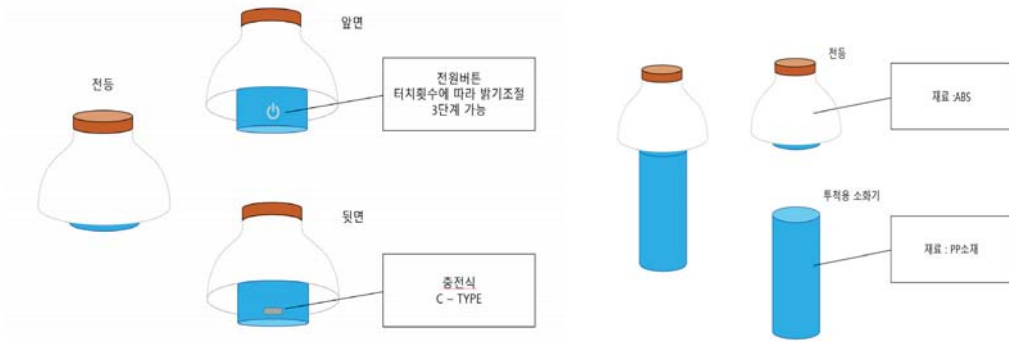 앞면
전등
전원버튼
터치횟수에 따라 밝기조절
3단계 가능
뒷면
충전식
C – TYPE
전등
재료 :ABS
투척용 소화기
재료 : PP소재